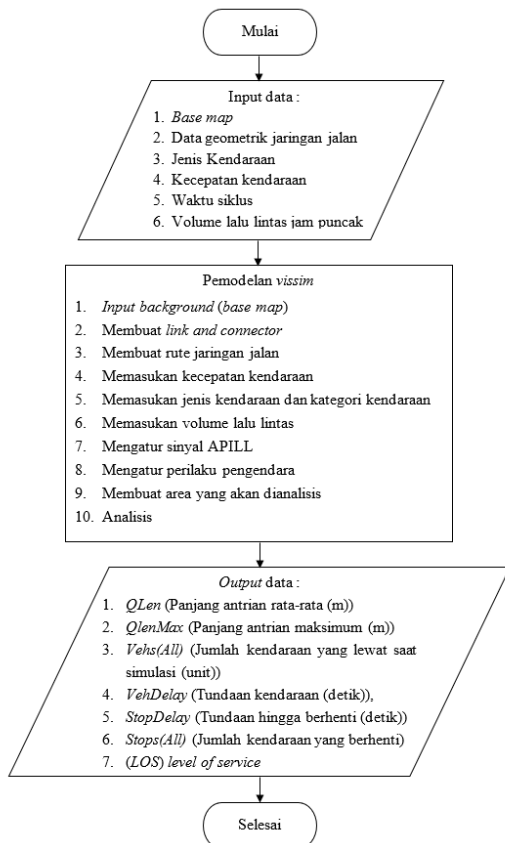 Mulai
Input data :
1. Base map
2. Data geometrik jaringan jalan
3. Jenis Kendaraan
4. Kecepatan kendaraan
5. Waktu siklus
6. Volume lalu lintas jam puncak
Pemodelan vissim
1. Input background (base map)
2. Membuat link and connector
3. Membuat rute jaringan jalan
4. Memasukan kecepatan kendaraan
5. Memasukan jenis kendaraan dan kategori kendaraan
6. Memasukan volume lalu lintas
7. Mengatur sinyal APILL
8. Mengatur perilaku pengendara
9. Membuat area yang akan dianalisis
10. Analisis
Output data :
1. QLen (Panjang antrian rata-rata (m))
2. QlenMax (Panjang antrian maksimum (m))
3. Vehs(All) (Jumlah kendaraan yang lewat saat
simulasi (unit))
4. VehDelay (Tundaan kendaraan (detik)),
5. StopDelay (Tundaan hingga berhenti (detik))
6. Stops(All) (Jumlah kendaraan yang berhenti)
7. (LOS) level of service
Selesai